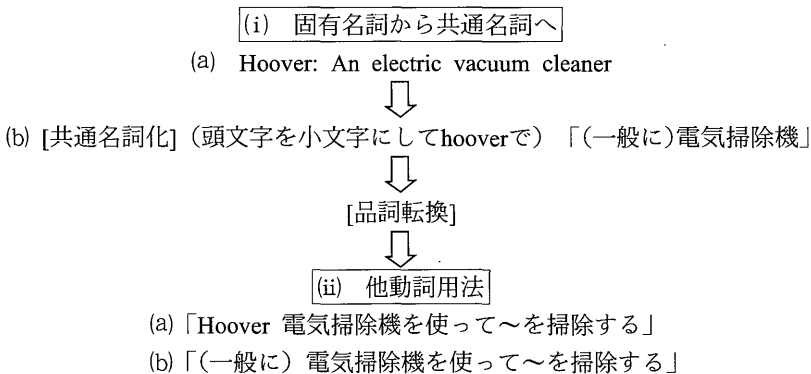 (i) 固有名詞から共通名詞へ
(a) Hoover: An electric vacuum cleaner
(b) [共通名詞化]（頭文字を小文字にしてhooverで）「(一般に)電気掃除機」
[品詞転換]
(ii) 他動詞用法
(a)「Hoover 電気掃除機を使って〜を掃除する」
(b)「(一般に) 電気掃除機を使って〜を掃除する」